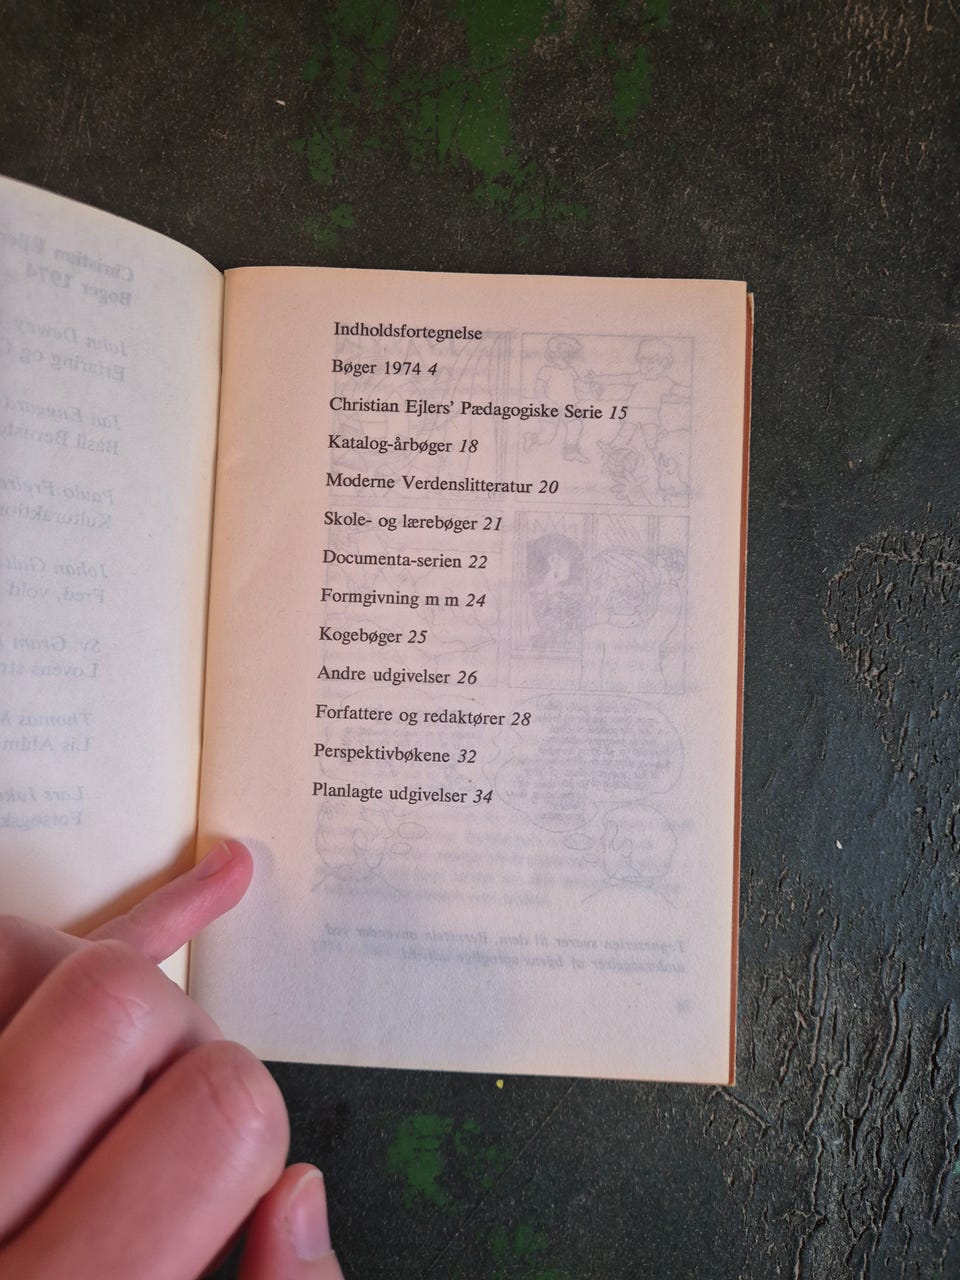 Indholdsfortegnelse
Bøger 1974 4
Christian Ejlers' Pædagogiske Serie 15
Katalog-årbøger 18
Moderne Verdenslitteratur 20
Skole- og lærebøger 21
Documenta-serien 22
Formgivning m m 24
Kogebøger 25
Andre udgivelser 26
Forfattere og redaktører 28
Perspektivbøkene 32
Planlagte udgivelser 34